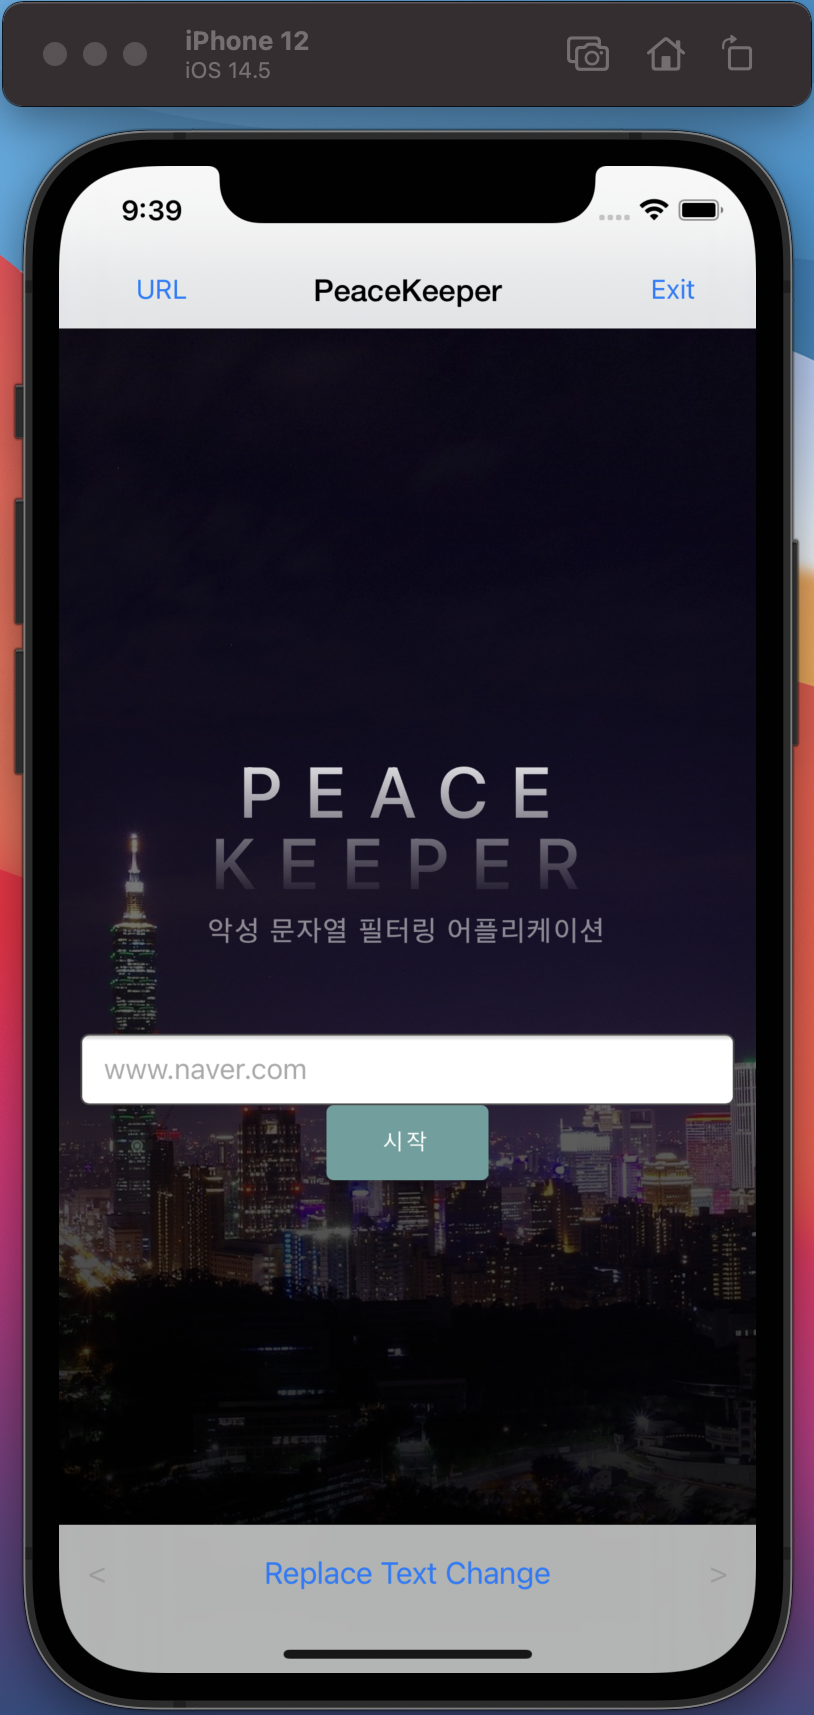 iPhone 12
iOS 14.5
9:39
URL PeaceKeeper Exit
PEACE
KEEPER
악성 문자열 필터링 어플리케이션
www.naver.com
시작
< Replace Text Change >